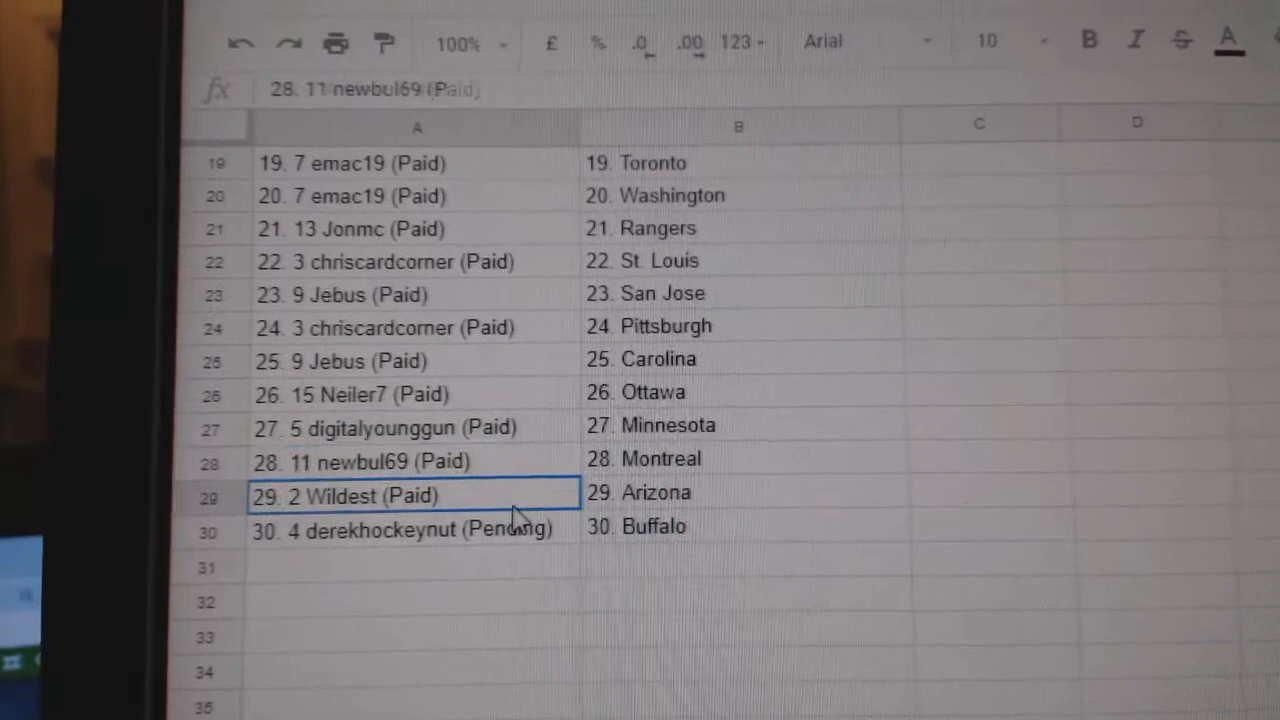 100% £ % .0 .00 123 Arial 10 B I S A
fx 28. 11 newbul69 (Paid)
A B C D
19 19. 7 emac19 (Paid) 19. Toronto
20 20. 7 emac19 (Paid) 20. Washington
21 21. 13 Jonmc (Paid) 21. Rangers
22 22. 3 chriscardcorner (Paid) 22. St. Louis
23 23. 9 Jebus (Paid) 23. San Jose
24 24. 3 chriscardcorner (Paid) 24. Pittsburgh
25 25. 9 Jebus (Paid) 25. Carolina
26 26. 15 Neiler7 (Paid) 26. Ottawa
27 27. 5 digitalyounggun (Paid) 27. Minnesota
28 28. 11 newbul69 (Paid) 28. Montreal
29 29. 2 Wildest (Paid) 29. Arizona
30 30. 4 derekhockeynut (Pending) 30. Buffalo
31
32
33
34
35